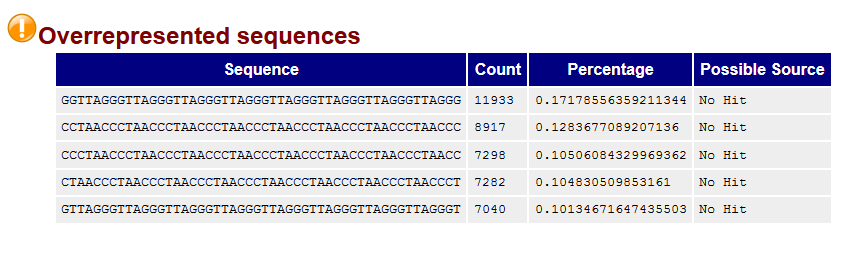 Overrepresented sequences
Sequence Count Percentage Possible Source
GGTTAGGGTTAGGGTTAGGGTTAGGGTTAGGGTTAGGGTTAGGGTTAGGG 11933 0.17178556359211344 No Hit
CCTAACCCTAACCCTAACCCTAACCCTAACCCTAACCCTAACCCTAACCC 8917 0.1283677089207136 No Hit
CCCTAACCCTAACCCTAACCCTAACCCTAACCCTAACCCTAACCCTAACC 7298 0.10506084329969362 No Hit
CTAACCCTAACCCTAACCCTAACCCTAACCCTAACCCTAACCCTAACCCT 7282 0.104830509853161 No Hit
GTTAGGGTTAGGGTTAGGGTTAGGGTTAGGGTTAGGGTTAGGGTTAGGGT 7040 0.10134671647435503 No Hit